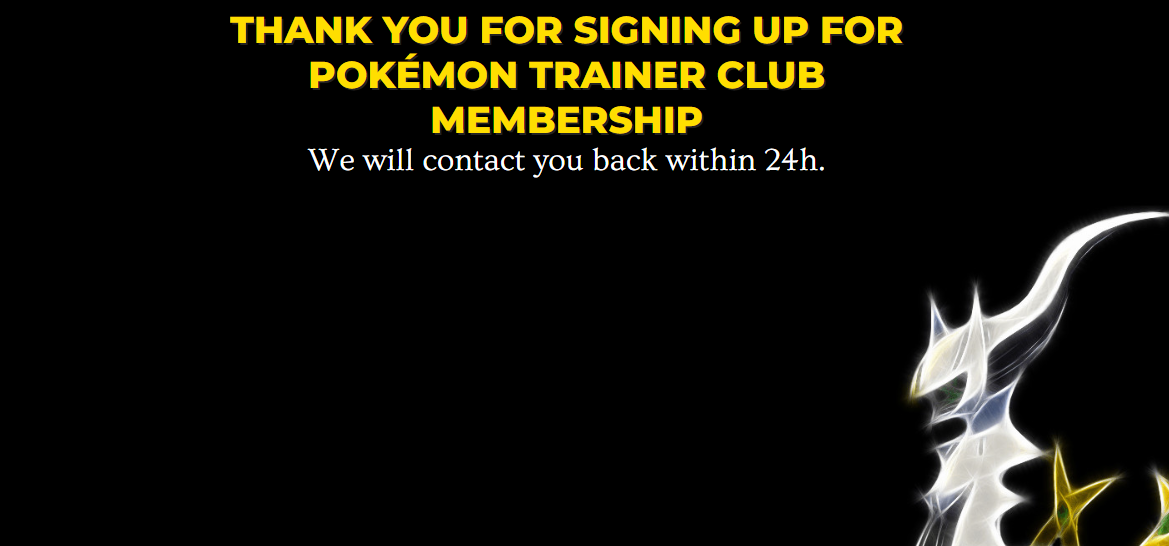 THANK YOU FOR SIGNING UP FOR
POKÉMON TRAINER CLUB
MEMBERSHIP
We will contact you back within 24h.